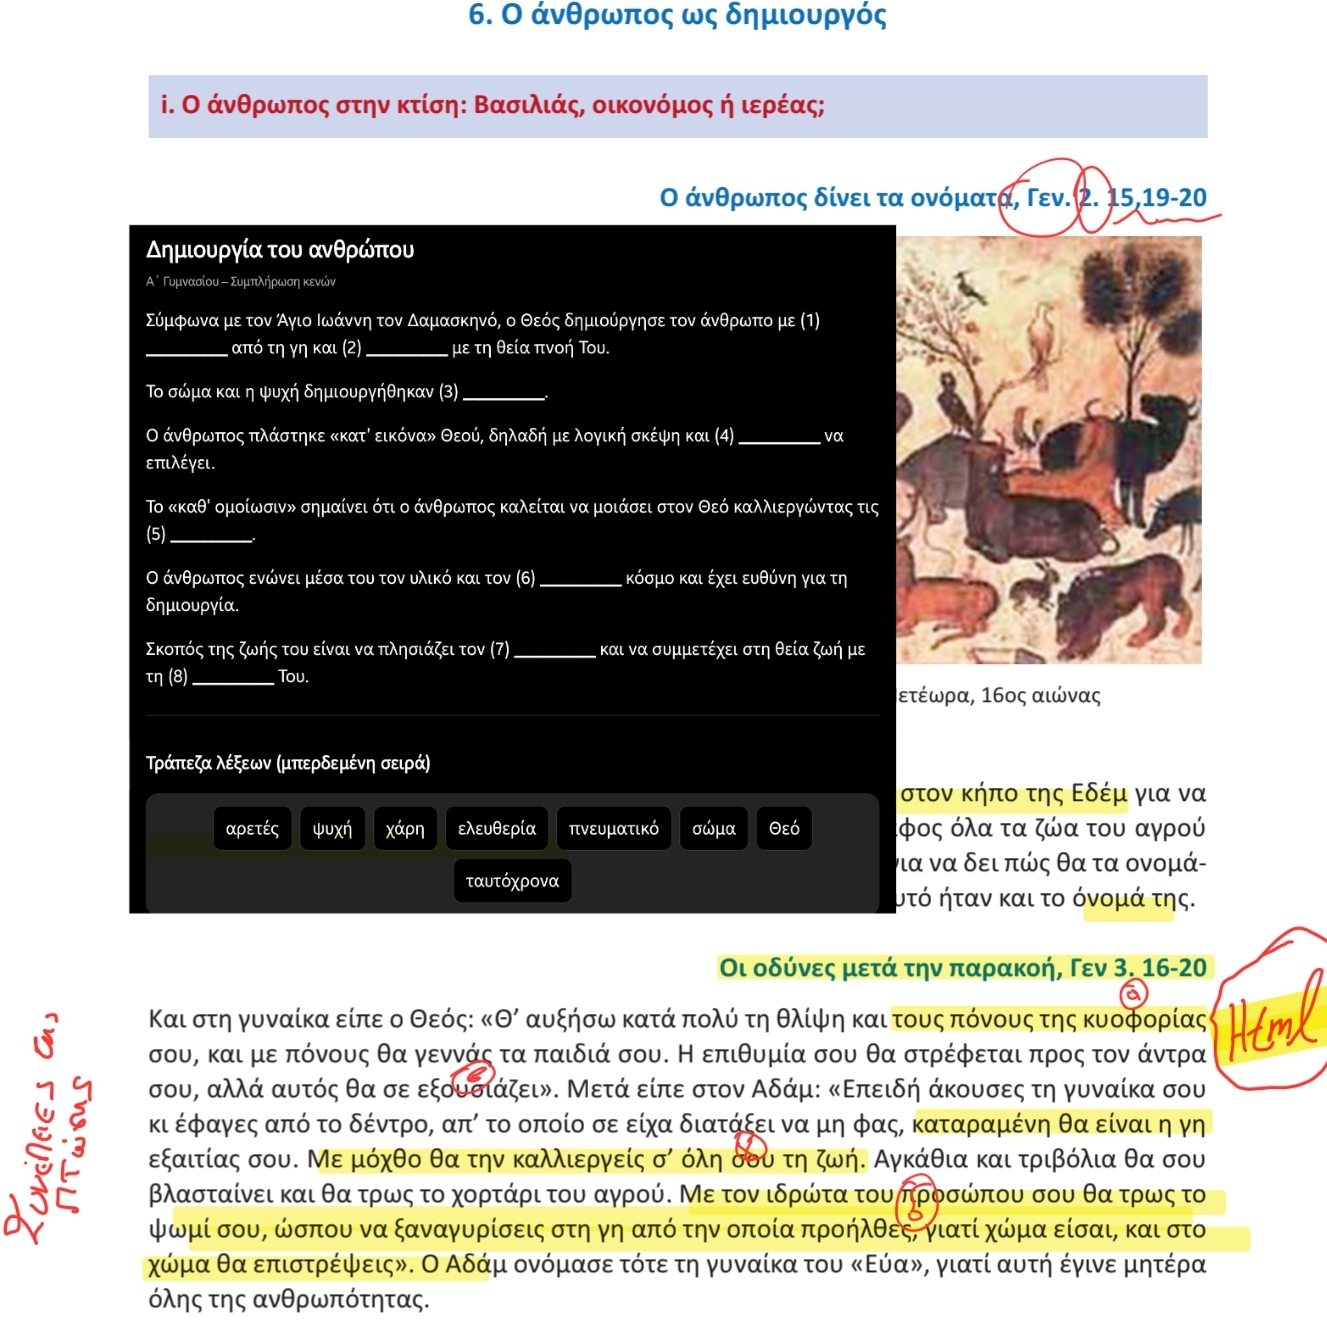 6. Ο άνθρωπος ως δημιουργός
i. Ο άνθρωπος στην κτίση: Βασιλιάς, οικονόμος ή ιερέας;
Ο άνθρωπος δίνει τα ονόματα, Γεν. 2. 15,19-20
Δημιουργία του ανθρώπου
Α΄ Γυμνασίου – Συμπλήρωση κενών
Σύμφωνα με τον Άγιο Ιωάννη τον Δαμασκηνό, ο Θεός δημιούργησε τον άνθρωπο με (1)
_________ από τη γη και (2) _________ με τη θεία πνοή Του.
Το σώμα και η ψυχή δημιουργήθηκαν (3) _________.
Ο άνθρωπος πλάστηκε «κατ' εικόνα» Θεού, δηλαδή με λογική σκέψη και (4) _________ να
επιλέγει.
Το «καθ' ομοίωσιν» σημαίνει ότι ο άνθρωπος καλείται να μοιάσει στον Θεό καλλιεργώντας τις
(5) _________.
Ο άνθρωπος ενώνει μέσα του τον υλικό και τον (6) _________ κόσμο και έχει ευθύνη για τη
δημιουργία.
Σκοπός της ζωής του είναι να πλησιάζει τον (7) _________ και να συμμετέχει στη θεία ζωή με
τη (8) _________ Του.
Τράπεζα λέξεων (μπερδεμένη σειρά)
αρετές ψυχή χάρη ελευθερία πνευματικό σώμα Θεό
ταυτόχρονα
ετέωρα, 16ος αιώνας
στον κήπο της Εδέμ για να
φος όλα τα ζώα του αγρού
για να δει πώς θα τα ονομά-
υτό ήταν και το όνομά της.
Οι οδύνες μετά την παρακοή, Γεν 3. 16-20
α
Html
Και στη γυναίκα είπε ο Θεός: «Θ’ αυξήσω κατά πολύ τη θλίψη και τους πόνους της κυοφορίας
σου, και με πόνους θα γεννάς τα παιδιά σου. Η επιθυμία σου θα στρέφεται προς τον άντρα
σου, αλλά αυτός θα σε εξουσιάζει». Μετά είπε στον Αδάμ: «Επειδή άκουσες τη γυναίκα σου
κι έφαγες από το δέντρο, απ’ το οποίο σε είχα διατάξει να μη φας, καταραμένη θα είναι η γη
εξαιτίας σου. Με μόχθο θα την καλλιεργείς σ’ όλη σου τη ζωή. Αγκάθια και τριβόλια θα σου
βλασταίνει και θα τρως το χορτάρι του αγρού. Με τον ιδρώτα του προσώπου σου θα τρως το
ψωμί σου, ώσπου να ξαναγυρίσεις στη γη από την οποία προήλθες, γιατί χώμα είσαι, και στο
χώμα θα επιστρέψεις». Ο Αδάμ ονόμασε τότε τη γυναίκα του «Εύα», γιατί αυτή έγινε μητέρα
όλης της ανθρωπότητας.
Συνέπειες της
πτώσης